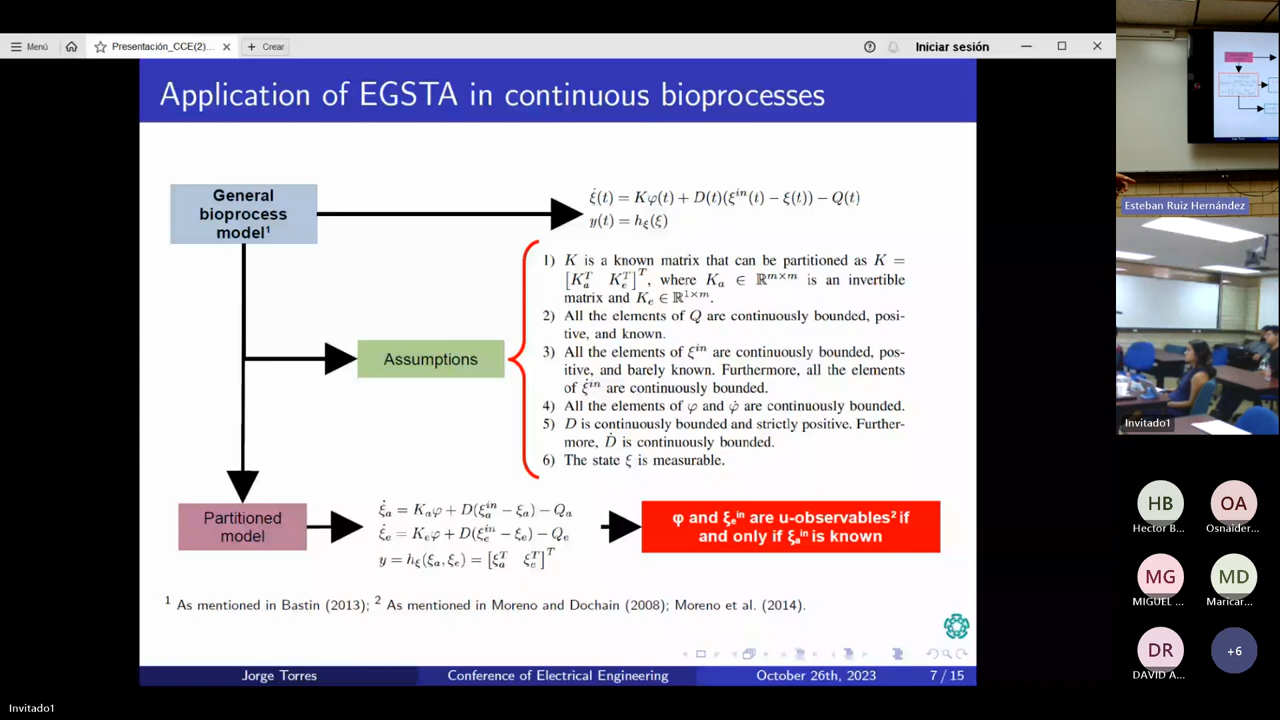 Menú
Presentación_CCE(2)...
Crear
Iniciar sesión
Application of EGSTA in continuous bioprocesses
General
bioprocess
model¹
ξ̇(t) = Kφ(t) + D(t)(ξⁱⁿ(t) − ξ(t)) − Q(t)
y(t) = h_ξ(ξ)
Assumptions
1) K is a known matrix that can be partitioned as K =
[K_a^T K_e^T]^T, where K_a ∈ ℝ^{m×m} is an invertible
matrix and K_e ∈ ℝ^{1×m}.
2) All the elements of Q are continuously bounded, posi-
tive, and known.
3) All the elements of ξⁱⁿ are continuously bounded, pos-
itive, and barely known. Furthermore, all the elements
of ξ̇ⁱⁿ are continuously bounded.
4) All the elements of φ and φ̇ are continuously bounded.
5) D is continuously bounded and strictly positive. Further-
more, Ḋ is continuously bounded.
6) The state ξ is measurable.
Partitioned
model
ξ̇_a = K_aφ + D(ξ_a^{in} − ξ_a) − Q_a
ξ̇_e = K_eφ + D(ξ_e^{in} − ξ_e) − Q_e
y = h_ξ(ξ_a, ξ_e) = [ξ_a^T ξ_e^T]^T
φ and ξ_e^{in} are u-observables² if
and only if ξ_a^{in} is known
¹ As mentioned in Bastin (2013); ² As mentioned in Moreno and Dochain (2008); Moreno et al. (2014).
Jorge Torres
Conference of Electrical Engineering
October 26th, 2023
7 / 15
Esteban Ruiz Hernández
Invitado1
HB
OA
Hector B...
Osnaider...
MG
MD
MIGUEL ...
Maricar...
DR
+6
DAVID A...
Invitado1